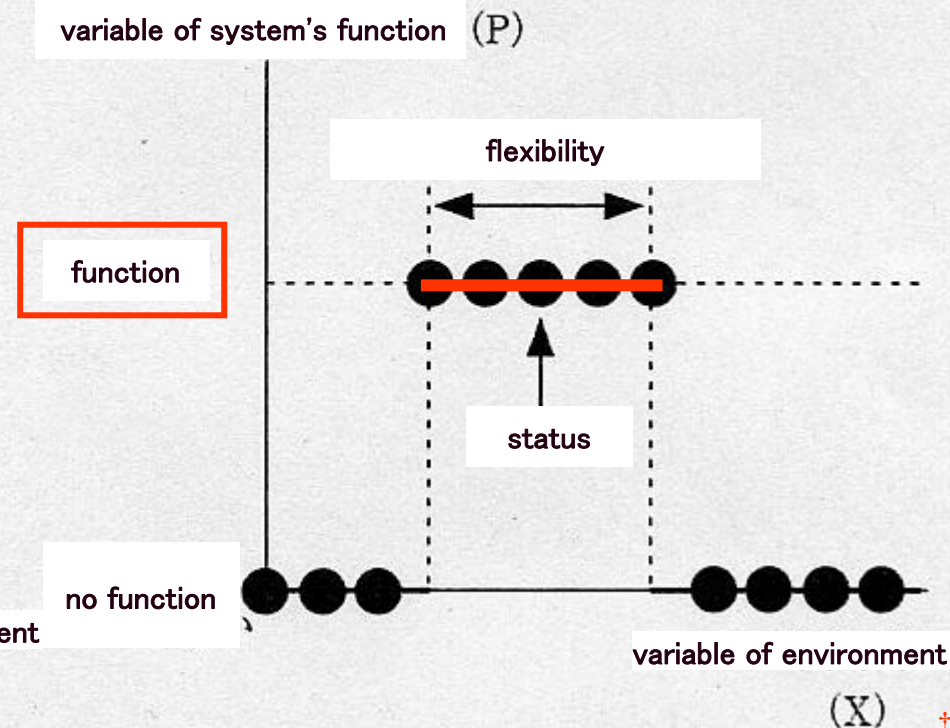 variable of system's function (P)
flexibility
function
status
no function
ent
variable of environment
(X)